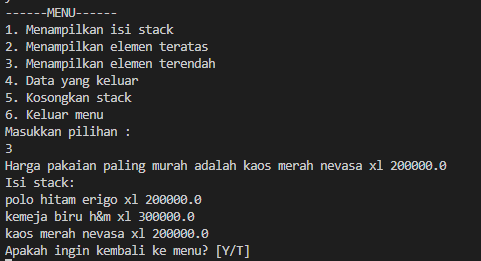 ------MENU------
1. Menampilkan isi stack
2. Menampilkan elemen teratas
3. Menampilkan elemen terendah
4. Data yang keluar
5. Kosongkan stack
6. Keluar menu
Masukkan pilihan :
3
Harga pakaian paling murah adalah kaos merah nevasa xl 200000.0
Isi stack:
polo hitam erigo xl 200000.0
kemeja biru h&m xl 300000.0
kaos merah nevasa xl 200000.0
Apakah ingin kembali ke menu? [Y/T]